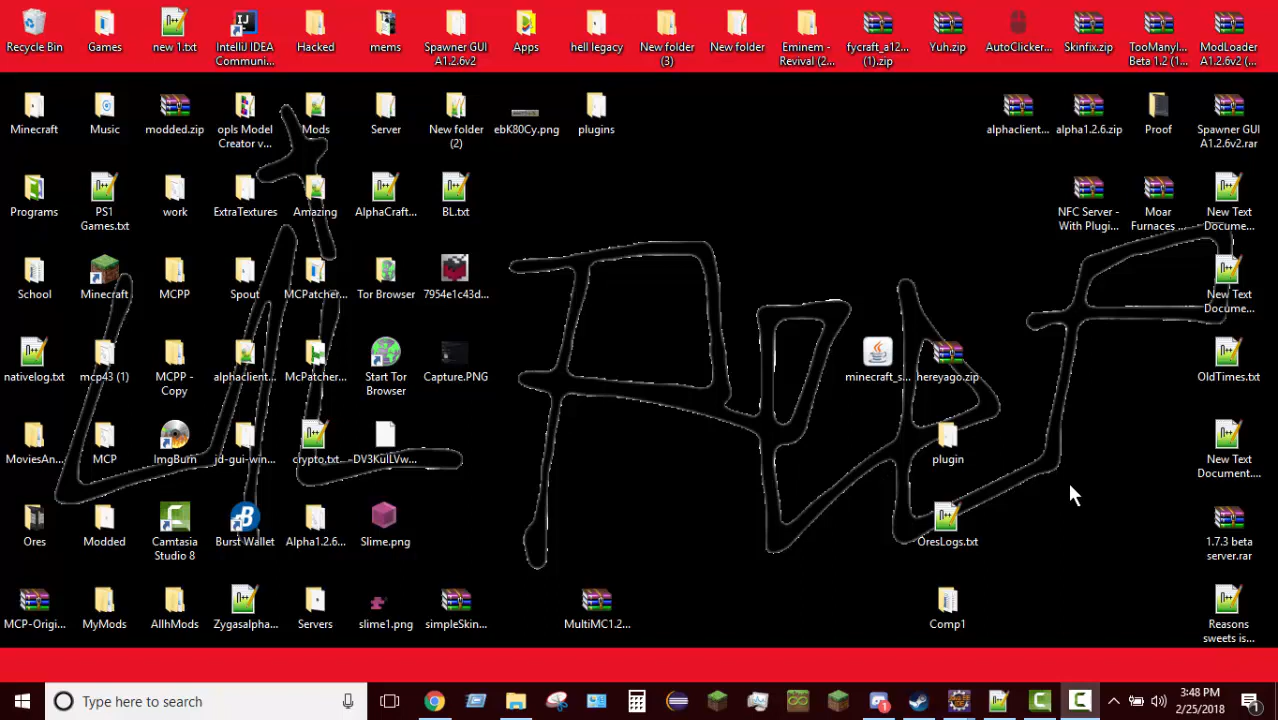 Recycle Bin
Games
new 1.txt
IntelliJ IDEA
Communi...
Hacked
mems
Spawner GUI
A1.2.6v2
Apps
hell legacy
New folder
(3)
New folder
Eminem -
Revival (2...
fycraft_a12...
(1).zip
Yuh.zip
AutoClicker...
Skinfix.zip
TooManyI...
Beta 1.2 (1...
ModLoader
A1.2.6v2 (...
Minecraft
Music
modded.zip
opls Model
Creator v...
Mods
Server
New folder
(2)
ebK80Cy.png
plugins
alphaclient...
alpha1.2.6.zip
Proof
Spawner GUI
A1.2.6v2.rar
Programs
PS1
Games.txt
work
ExtraTextures
Amazing
AlphaCraft...
BL.txt
NFC Server -
With Plugi...
Moar
Furnaces ...
New Text
Docume...
School
Minecraft
MCPP
Spout
MCPatcher...
Tor Browser
7954e1c43d...
New Text
Docume...
nativelog.txt
mcp43 (1)
MCPP -
Copy
alphaclient...
McPatcher...
Start Tor
Browser
Capture.PNG
minecraft_s...
hereyago.zip
OldTimes.txt
MoviesAn...
MCP
ImgBurn
jd-gui-win...
crypto.txt
-DV3KuILVw...
plugin
New Text
Document....
Ores
Modded
Camtasia
Studio 8
Burst Wallet
Alpha1.2.6...
Slime.png
OresLogs.txt
1.7.3 beta
server.rar
MCP-Origi...
MyMods
AllhMods
Zygasalpha...
Servers
slime1.png
simpleSkin...
MultiMC1.2...
Comp1
Reasons
sweets is...
Type here to search
3:48 PM
2/25/2018